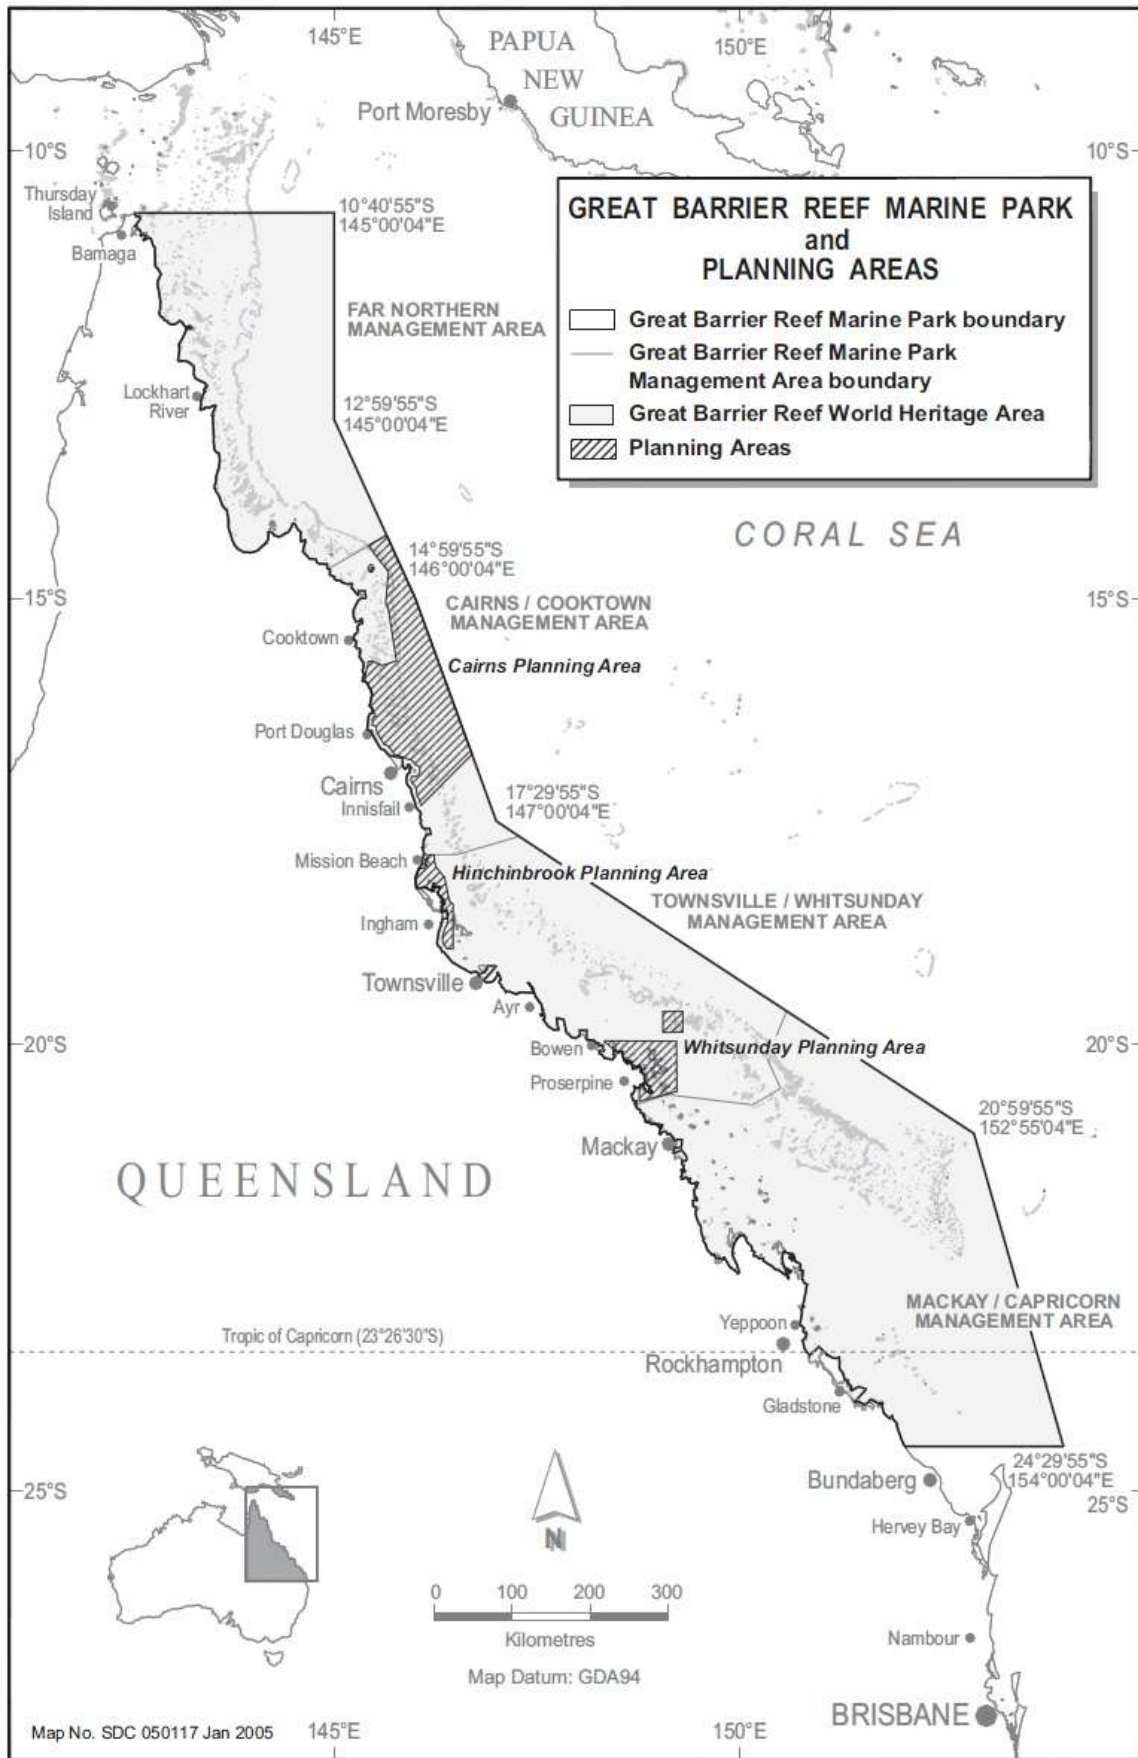 145°E
150°E
PAPUA
NEW
GUINEA
Port Moresby
10°S
10°S
GREAT BARRIER REEF MARINE PARK
and
PLANNING AREAS
Great Barrier Reef Marine Park boundary
Great Barrier Reef Marine Park
Management Area boundary
Great Barrier Reef World Heritage Area
Planning Areas
Thursday
Island
Bamaga
10°40'55"S
145°00'04"E
FAR NORTHERN
MANAGEMENT AREA
Lockhart
River
12°59'55"S
145°00'04"E
CORAL SEA
14°59'55"S
146°00'04"E
15°S
15°S
CAIRNS / COOKTOWN
MANAGEMENT AREA
Cooktown
Cairns Planning Area
Port Douglas
Cairns
Innisfail
17°29'55"S
147°00'04"E
Mission Beach
Hinchinbrook Planning Area
TOWNSVILLE / WHITSUNDAY
MANAGEMENT AREA
Ingham
Townsville
Ayr
20°S
20°S
Bowen
Whitsunday Planning Area
Proserpine
20°59'55"S
152°55'04"E
Mackay
QUEENSLAND
MACKAY / CAPRICORN
MANAGEMENT AREA
Tropic of Capricorn (23°26'30"S)
Yeppoon
Rockhampton
Gladstone
24°29'55"S
154°00'04"E
Bundaberg
25°S
25°S
Hervey Bay
N
0 100 200 300
Kilometres
Map Datum: GDA94
Nambour
BRISBANE
Map No. SDC 050117 Jan 2005
145°E
150°E